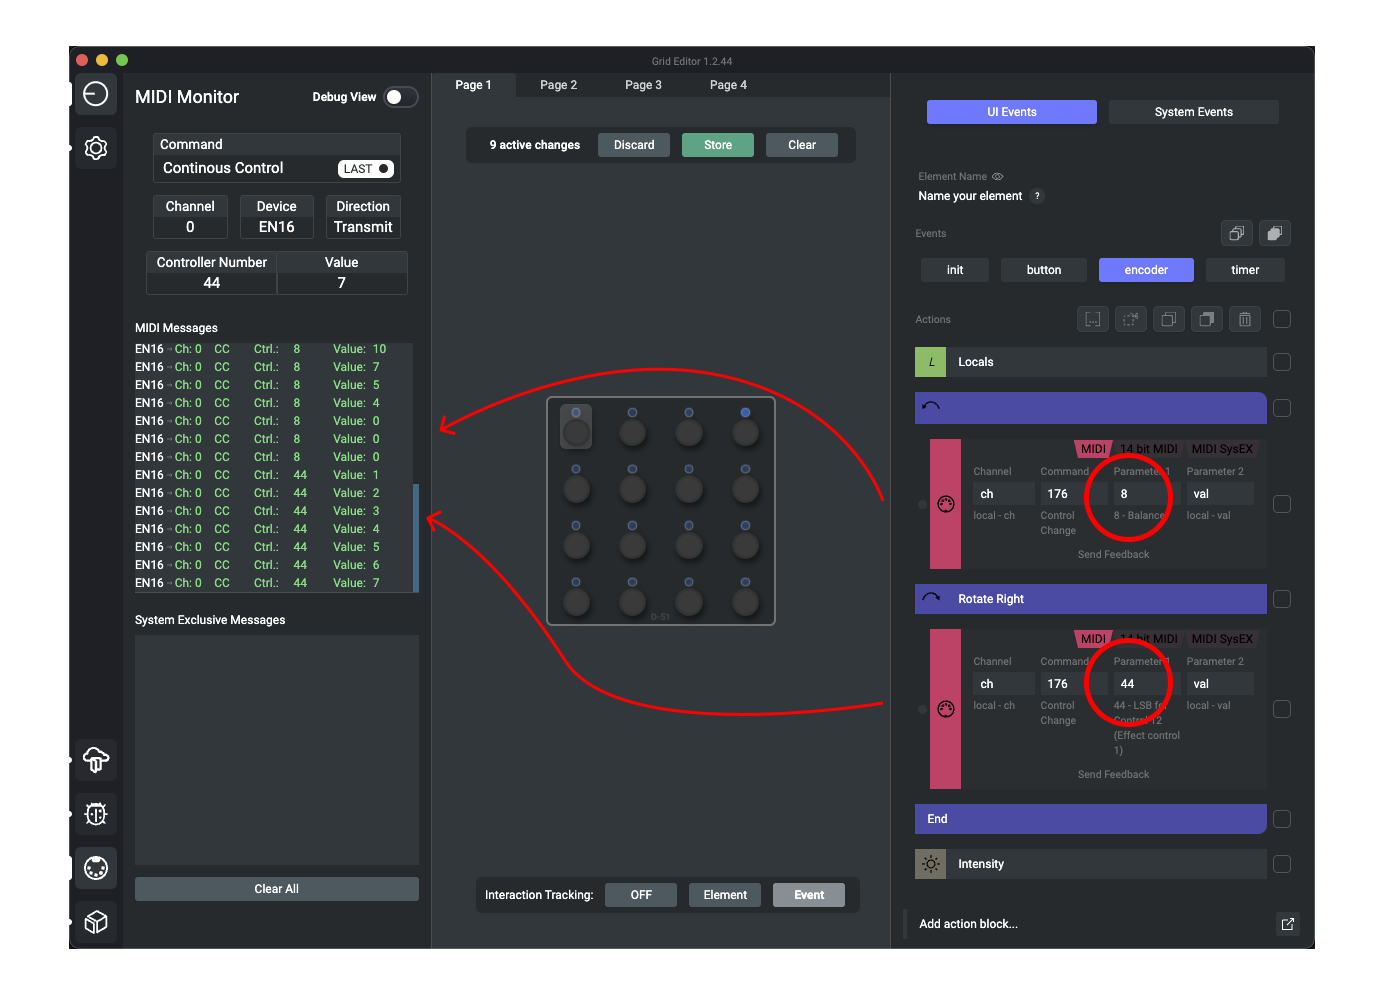 Grid Editor 1.2.44
MIDI Monitor
Debug View
Command
Continous Control
LAST
Channel
Device
Direction
0
EN16
Transmit
Controller Number
Value
44
7
MIDI Messages
EN16 Ch: 0 CC Ctrl.: 8 Value: 10
EN16 Ch: 0 CC Ctrl.: 8 Value: 7
EN16 Ch: 0 CC Ctrl.: 8 Value: 5
EN16 Ch: 0 CC Ctrl.: 8 Value: 4
EN16 Ch: 0 CC Ctrl.: 8 Value: 0
EN16 Ch: 0 CC Ctrl.: 8 Value: 0
EN16 Ch: 0 CC Ctrl.: 8 Value: 0
EN16 Ch: 0 CC Ctrl.: 44 Value: 1
EN16 Ch: 0 CC Ctrl.: 44 Value: 2
EN16 Ch: 0 CC Ctrl.: 44 Value: 3
EN16 Ch: 0 CC Ctrl.: 44 Value: 4
EN16 Ch: 0 CC Ctrl.: 44 Value: 5
EN16 Ch: 0 CC Ctrl.: 44 Value: 6
EN16 Ch: 0 CC Ctrl.: 44 Value: 7
System Exclusive Messages
Clear All
Page 1
Page 2
Page 3
Page 4
9 active changes
Discard
Store
Clear
D-51
Interaction Tracking:
OFF
Element
Event
UI Events
System Events
Element Name
Name your element ?
Events
init
button
encoder
timer
Actions
L Locals
MIDI 14 bit MIDI MIDI SysEX
Channel Command Parameter 1 Parameter 2
ch 176 8 val
local - ch Control 8 - Balance local - val
Change
Send Feedback
Rotate Right
MIDI 14 bit MIDI MIDI SysEX
Channel Command Parameter 1 Parameter 2
ch 176 44 val
local - ch Control 44 - LSB for local - val
Change Control 12
(Effect control
1)
Send Feedback
End
Intensity
Add action block...